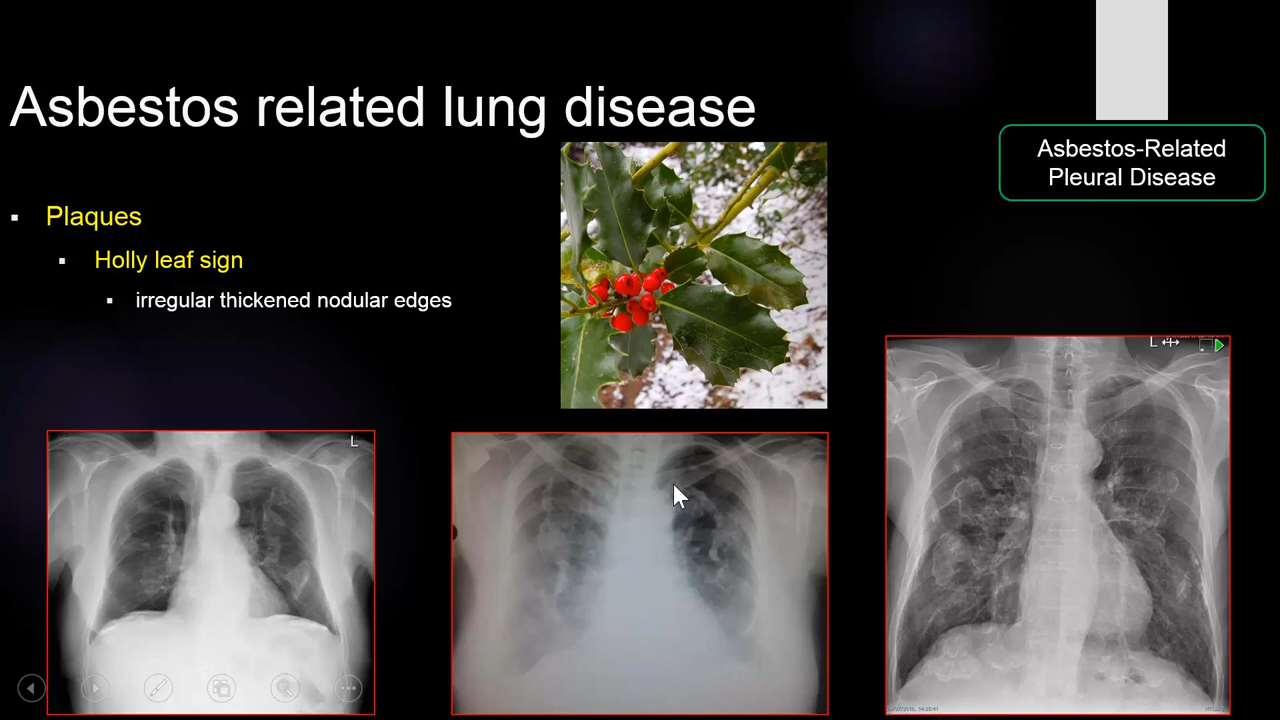 Asbestos related lung disease
Asbestos-Related
Pleural Disease
Plaques
Holly leaf sign
irregular thickened nodular edges
L
L